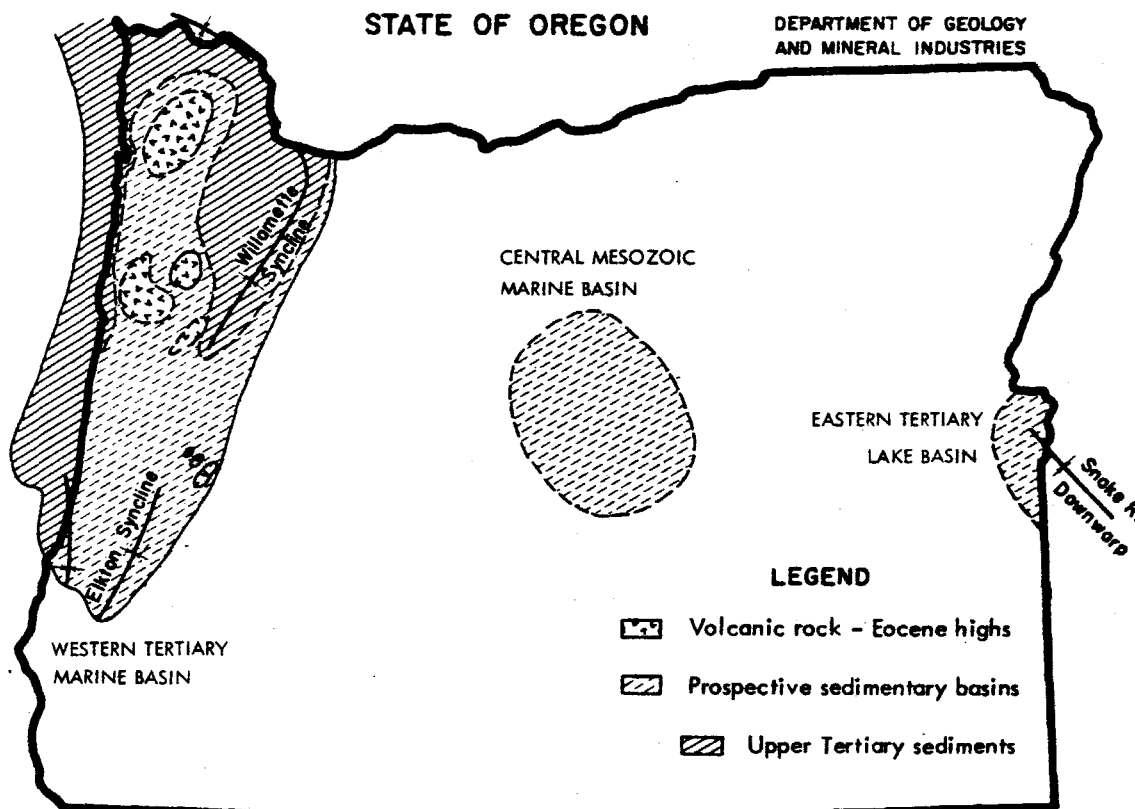 STATE OF OREGON
DEPARTMENT OF GEOLOGY
AND MINERAL INDUSTRIES
Willamette
Syncline
CENTRAL MESOZOIC
MARINE BASIN
EASTERN TERTIARY
LAKE BASIN
Snake R.
Downwarp
Elkton Syncline
WESTERN TERTIARY
MARINE BASIN
LEGEND
Volcanic rock - Eocene highs
Prospective sedimentary basins
Upper Tertiary sediments